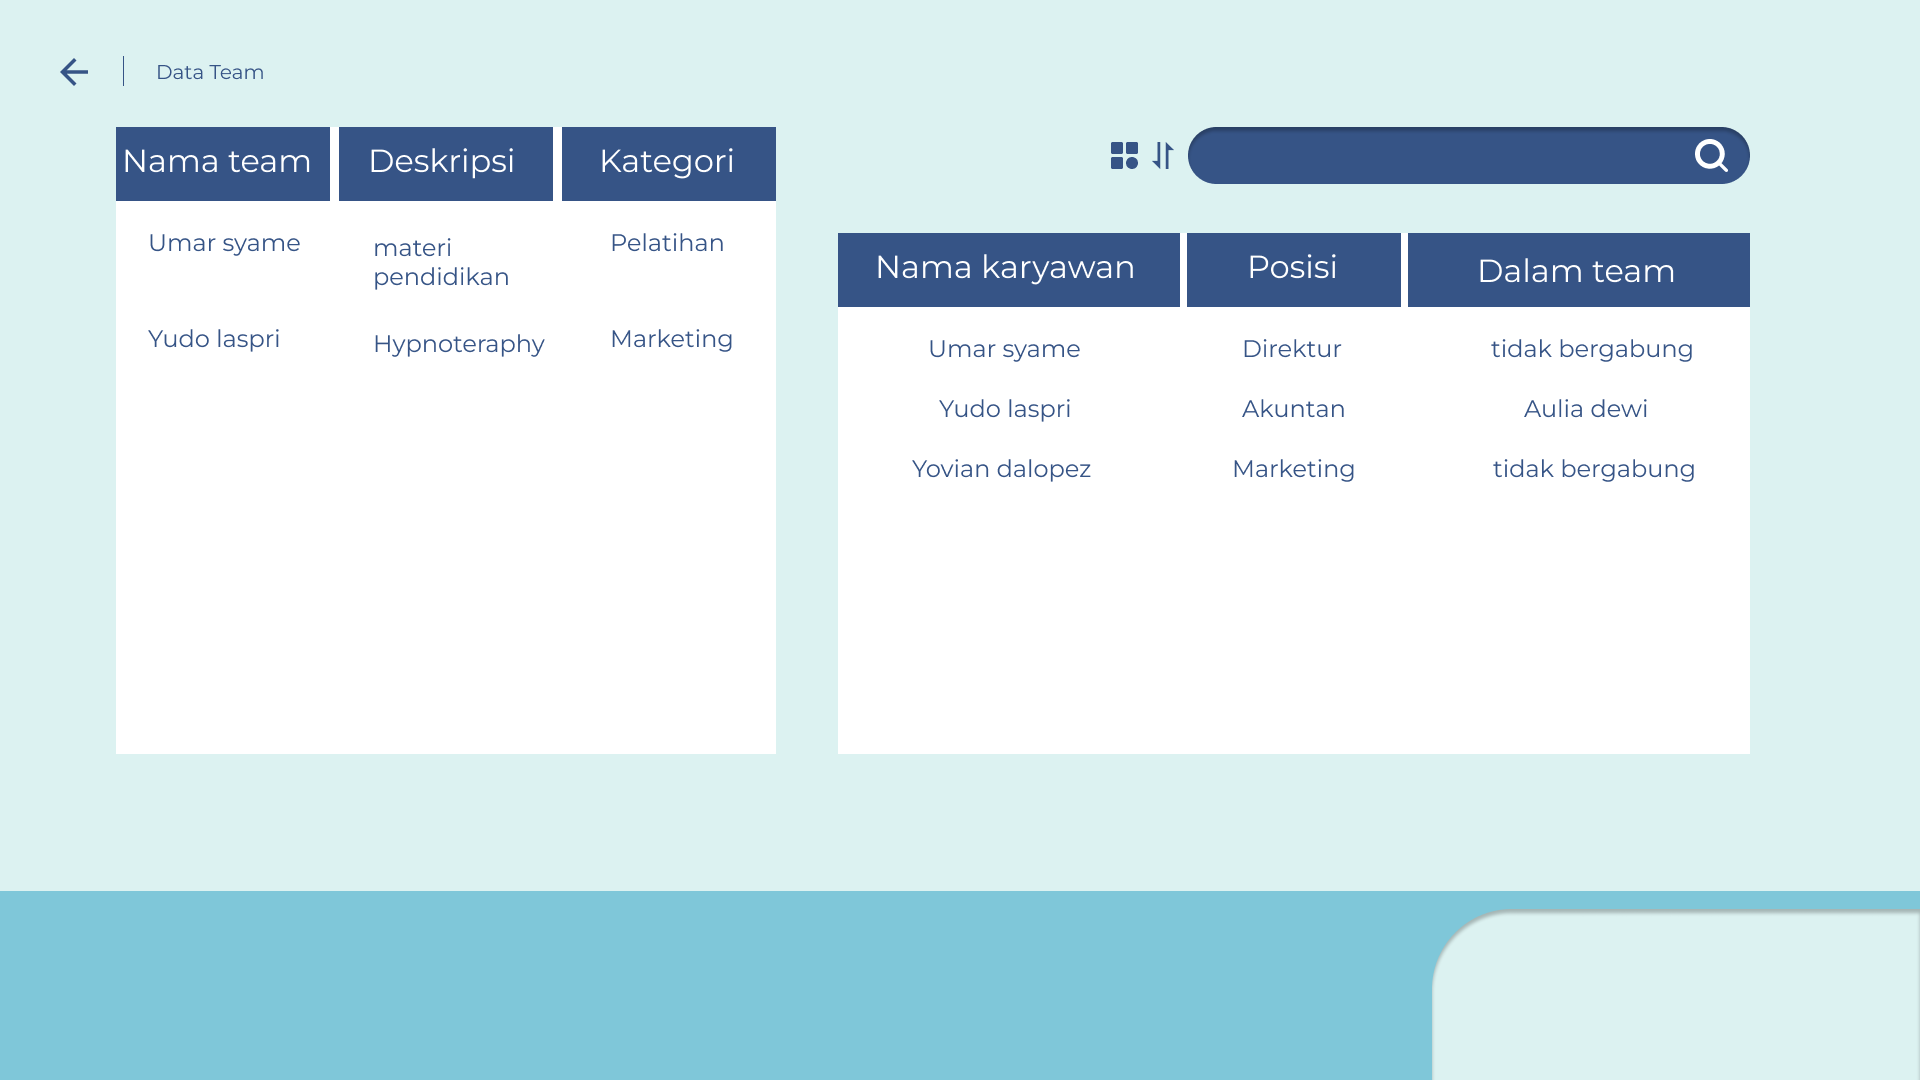 Data Team
Nama team Deskripsi Kategori
Umar syame materi pendidikan Pelatihan
Yudo laspri Hypnoteraphy Marketing
Nama karyawan Posisi Dalam team
Umar syame Direktur tidak bergabung
Yudo laspri Akuntan Aulia dewi
Yovian dalopez Marketing tidak bergabung